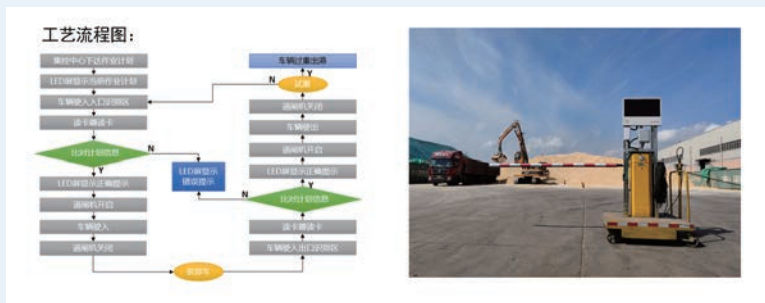 工艺流程图：
集控中心下达作业计划
LED屏显示当前作业计划
车辆驶入入口识别区
读卡器读卡
比对计划信息
N
Y
LED屏显示正确提示
道闸机开启
车辆驶入
道闸机关闭
装卸车
车辆驶入出口识别区
读卡器读卡
比对计划信息
N
Y
LED屏显示
错误提示
LED屏显示正确提示
道闸机开启
车辆驶出
道闸机关闭
N
Y
车辆过重出港